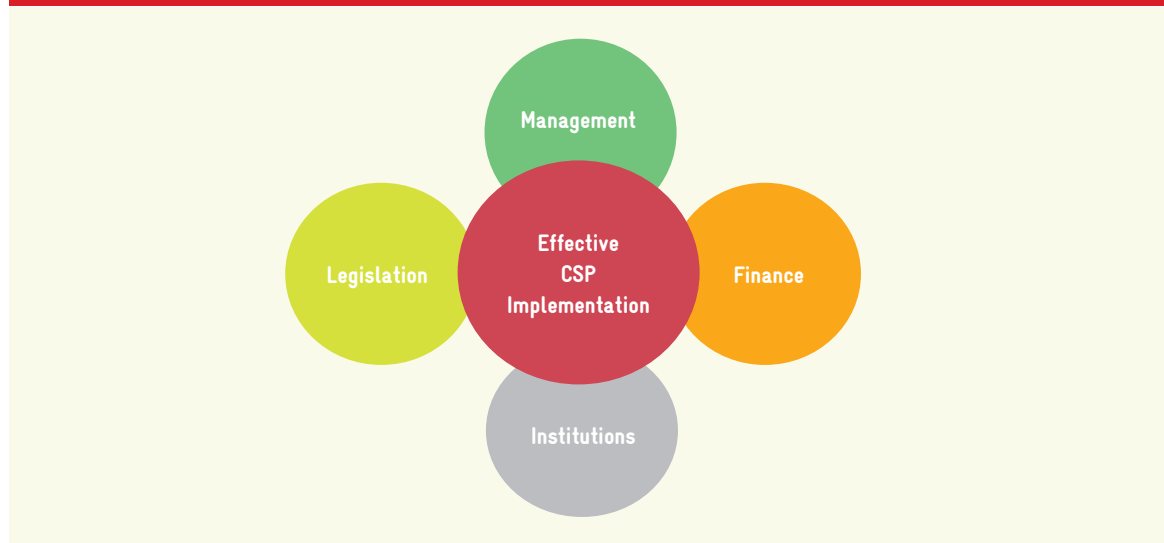 Management
Effective
CSP
Implementation
Legislation
Finance
Institutions